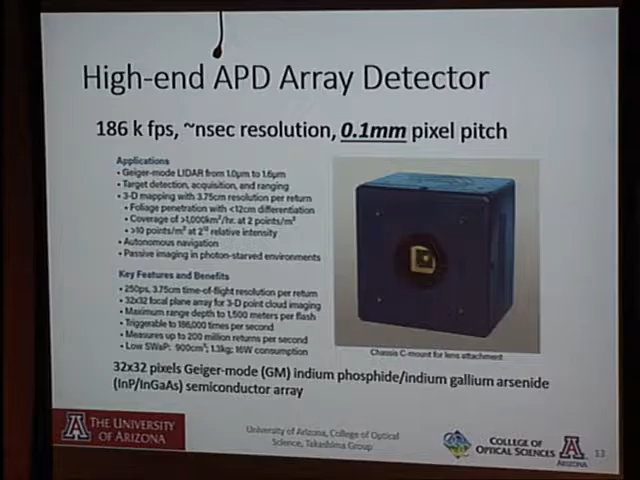 High-end APD Array Detector
186 k fps, ~nsec resolution, 0.1mm pixel pitch
Applications
• Geiger-mode LIDAR from 1.0µm to 1.6µm
• Target detection, acquisition, and ranging
• 3-D mapping with 3.75cm resolution per return
• Foliage penetration with <12cm differentiation
• Coverage of >1,000km²/hr. at 2 points/m²
• >10 points/m² at 2¹² relative intensity
• Autonomous navigation
• Passive imaging in photon-starved environments
Key Features and Benefits
• 250ps, 3.75cm time-of-flight resolution per return
• 32x32 focal plane array for 3-D point cloud imaging
• Maximum range depth to 1,500 meters per flash
• Triggerable to 186,000 times per second
• Measures up to 200 million returns per second
• Low SWaP: 900cm³; 1.3kg; 16W consumption
Chassis C-mount for lens attachment
32x32 pixels Geiger-mode (GM) indium phosphide/indium gallium arsenide
(InP/InGaAs) semiconductor array
A THE UNIVERSITY
OF ARIZONA
University of Arizona, College of Optical
Science, Takashima Group
COLLEGE OF
OPTICAL SCIENCES
A
ARIZONA
13